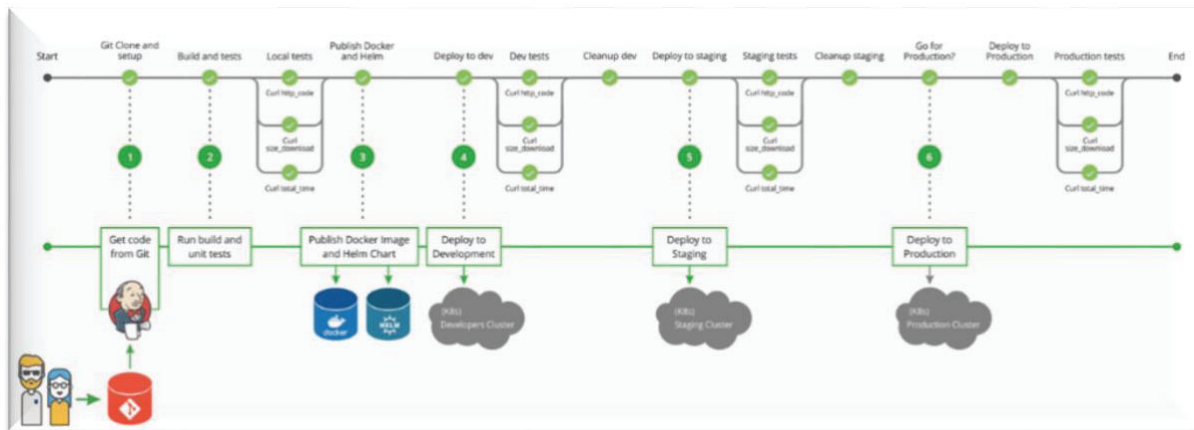 Start
Git Clone and
setup
Build and tests
Local tests
Publish Docker
and Helm
Deploy to dev
Dev tests
Cleanup dev
Deploy to staging
Staging tests
Cleanup staging
Go for
Production?
Deploy to
Production
Production tests
End
Curl http_code
Curl
size_download
Curl total_time
Curl http_code
Curl
size_download
Curl total_time
Curl http_code
Curl
size_download
Curl total_time
Curl http_code
Curl
size_download
Curl total_time
1
2
3
4
5
6
Get code
from Git
Run build and
unit tests
Publish Docker Image
and Helm Chart
Deploy to
Development
Deploy to
Staging
Deploy to
Production
docker
HELM
(K8s)
Developers Cluster
(K8s)
Staging Cluster
(K8s)
Production Cluster